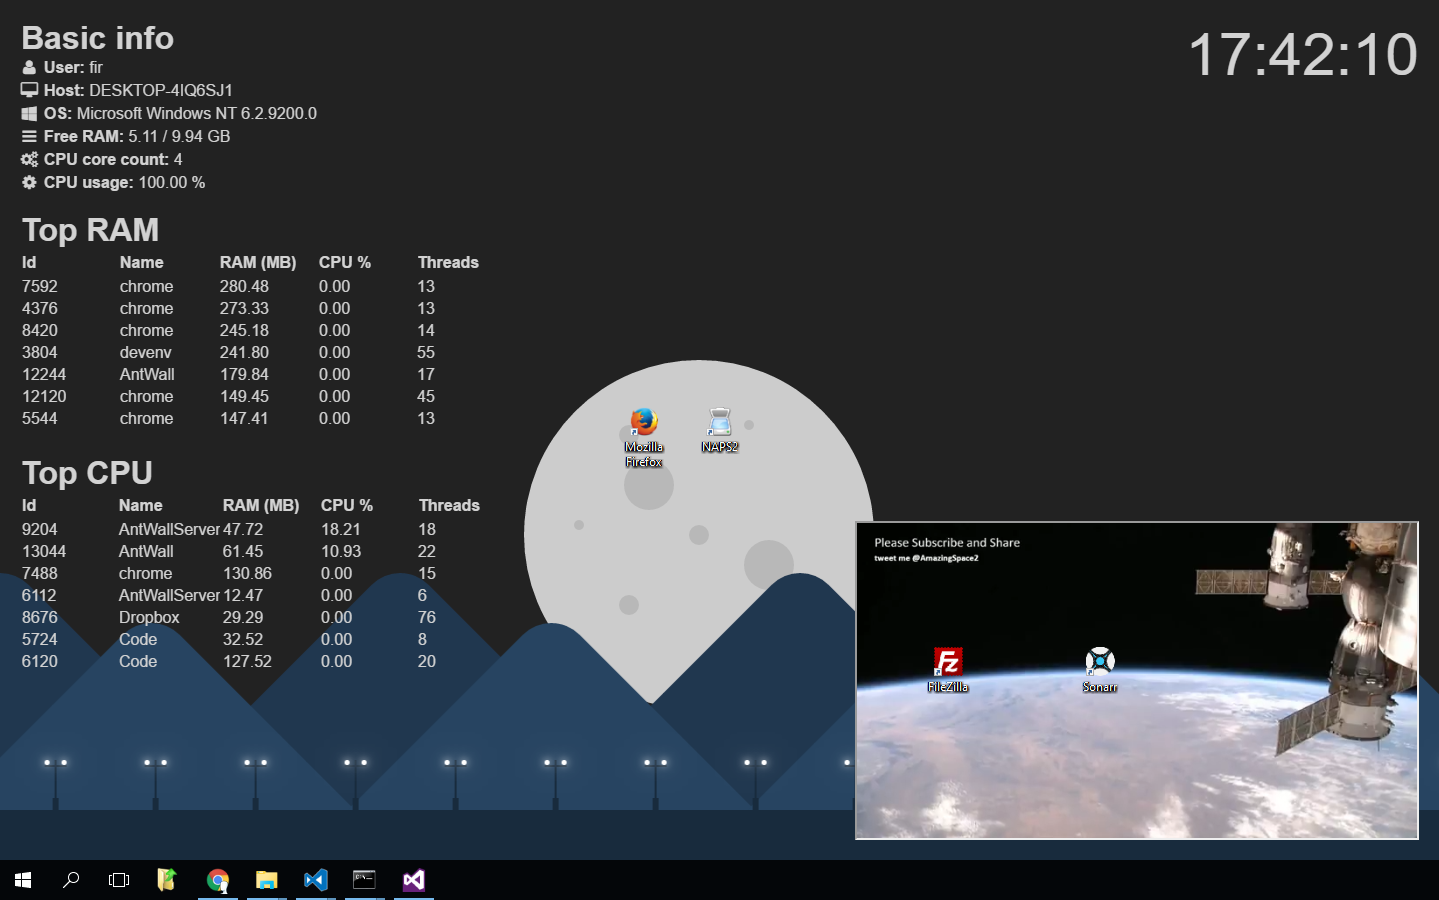 Basic info
User: fir
Host: DESKTOP-4IQ6SJ1
OS: Microsoft Windows NT 6.2.9200.0
Free RAM: 5.11 / 9.94 GB
CPU core count: 4
CPU usage: 100.00 %
17:42:10
Top RAM
Id Name RAM (MB) CPU % Threads
7592 chrome 280.48 0.00 13
4376 chrome 273.33 0.00 13
8420 chrome 245.18 0.00 14
3804 devenv 241.80 0.00 55
12244 AntWall 179.84 0.00 17
12120 chrome 149.45 0.00 45
5544 chrome 147.41 0.00 13
Top CPU
Id Name RAM (MB) CPU % Threads
9204 AntWallServer 47.72 18.21 18
13044 AntWall 61.45 10.93 22
7488 chrome 130.86 0.00 15
6112 AntWallServer 12.47 0.00 6
8676 Dropbox 29.29 0.00 76
5724 Code 32.52 0.00 8
6120 Code 127.52 0.00 20
Mozilla
Firefox
NAPS2
Please Subscribe and Share
tweet me @AmazingSpace2
Fz
FileZilla
Sonarr
C:\.